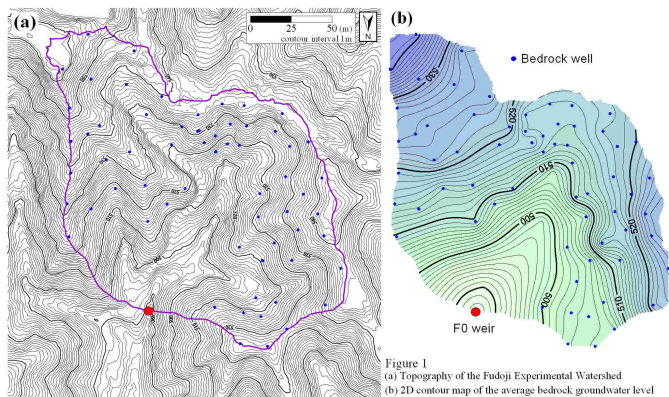 (a)
0 25 50 (m)
contour interval 1m
N
(b)
Bedrock well
530
520
520
510
510
500
500
F0 weir
Figure 1
(a) Topography of the Fudoji Experimental Watershed
(b) 2D contour map of the average bedrock groundwater level